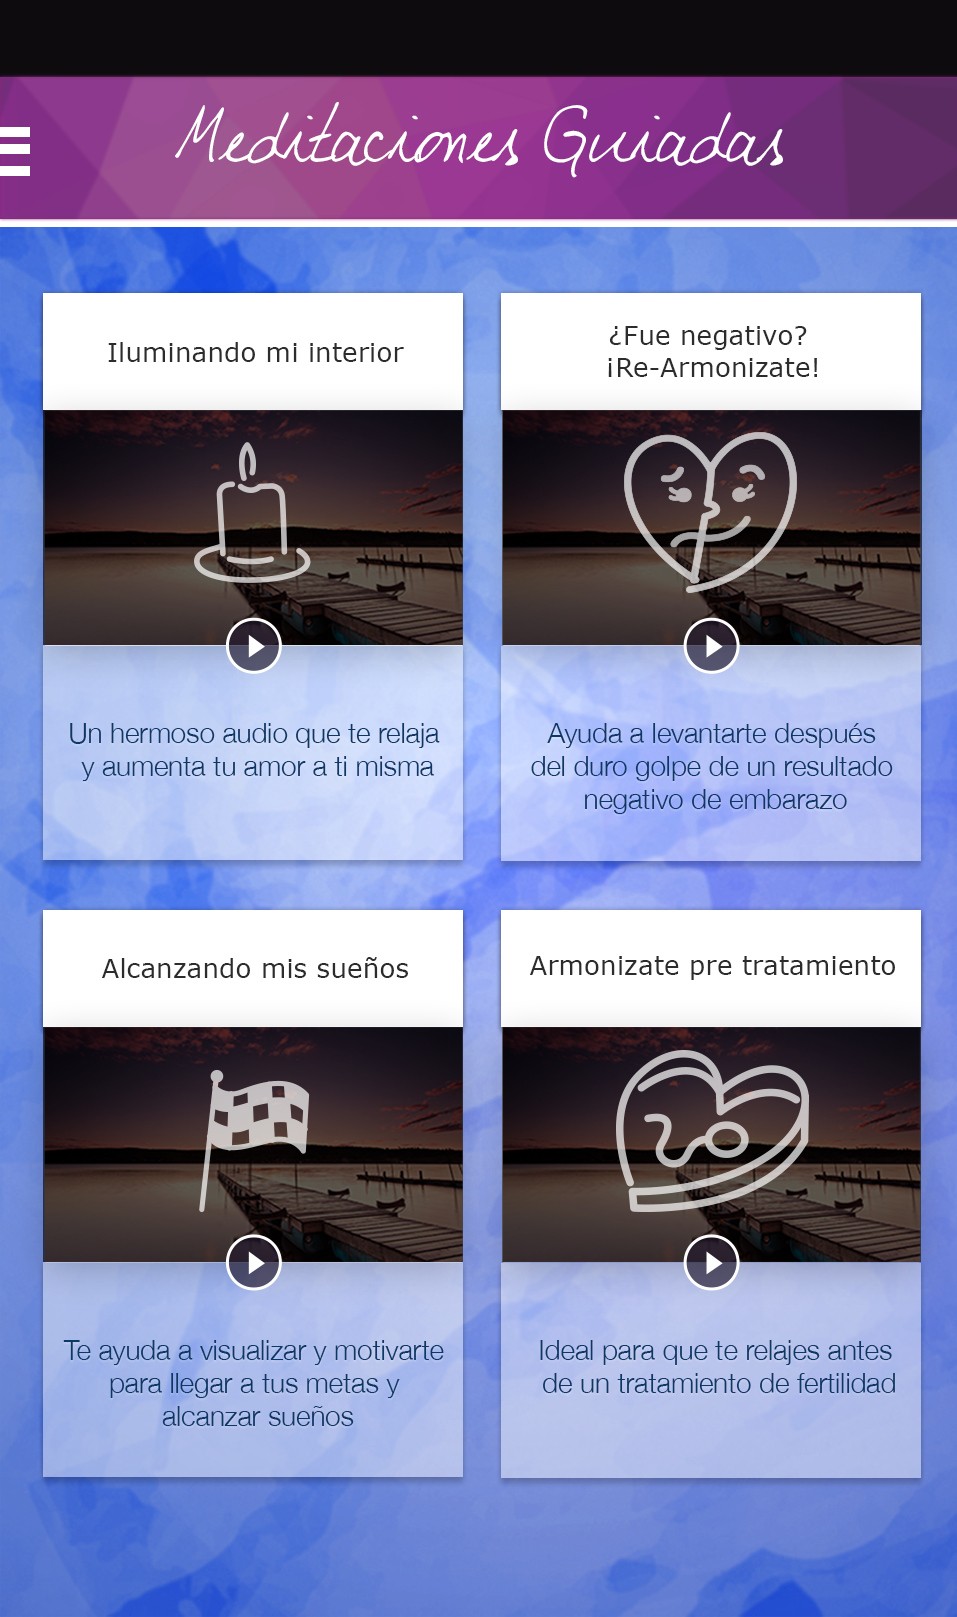 Meditaciones Guiadas
Iluminando mi interior
Un hermoso audio que te relaja
y aumenta tu amor a ti misma
¿Fue negativo?
¡Re-Armonizate!
Ayuda a levantarte después
del duro golpe de un resultado
negativo de embarazo
Alcanzando mis sueños
Te ayuda a visualizar y motivarte
para llegar a tus metas y
alcanzar sueños
Armonizate pre tratamiento
Ideal para que te relajes antes
de un tratamiento de fertilidad